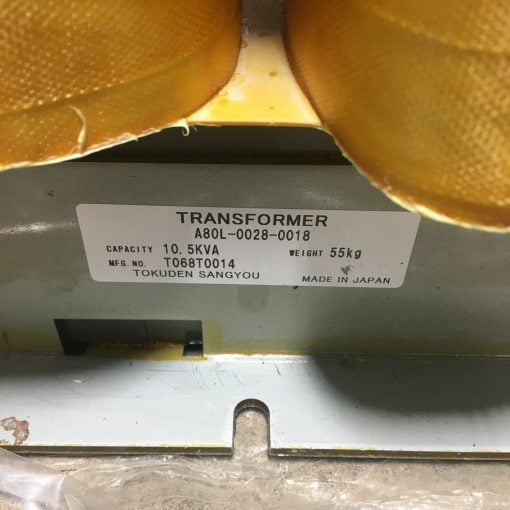 TRANSFORMER
A80L-0028-0018
CAPACITY 10.5KVA WEIGHT 55kg
MFG.NO. T068T0014
TOKUDEN SANGYOU MADE IN JAPAN